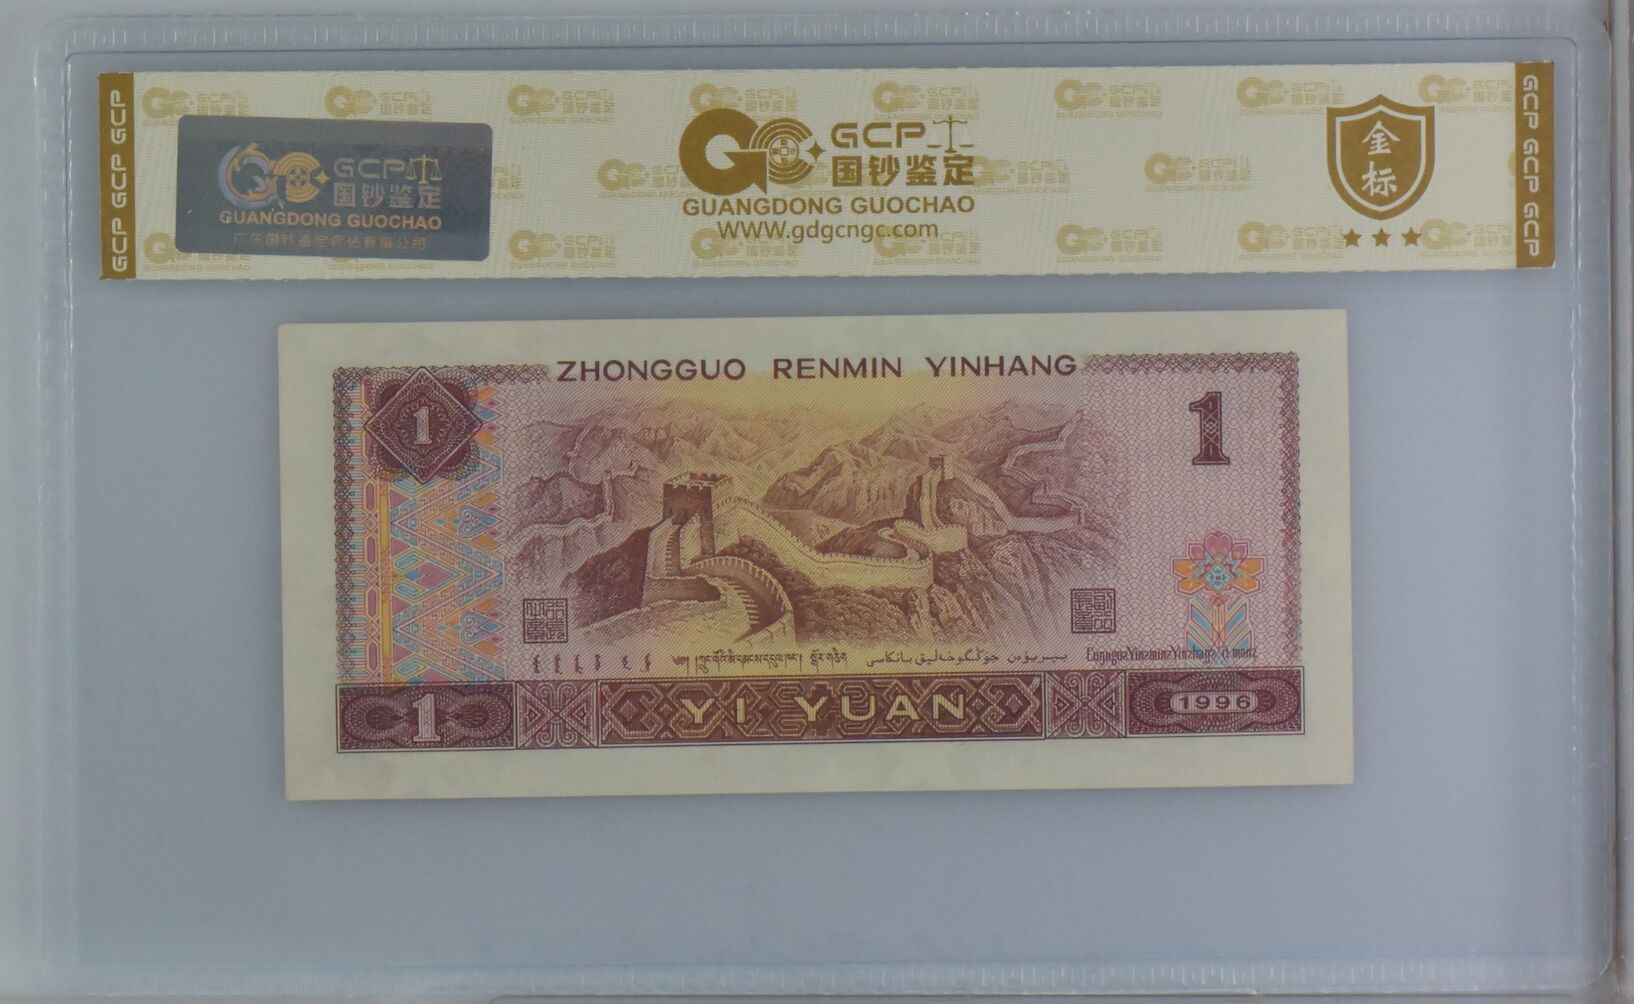 GCP GCP GCP
GCP
国钞鉴定
GUANGDONG GUOCHAO
广东国钞鉴定评估有限公司
GCP
国钞鉴定
GUANGDONG GUOCHAO
www.gdgcngc.com
金标
GCP GCP GCP
ZHONGGUO RENMIN YINHANG
1
1
1
YI YUAN
1996